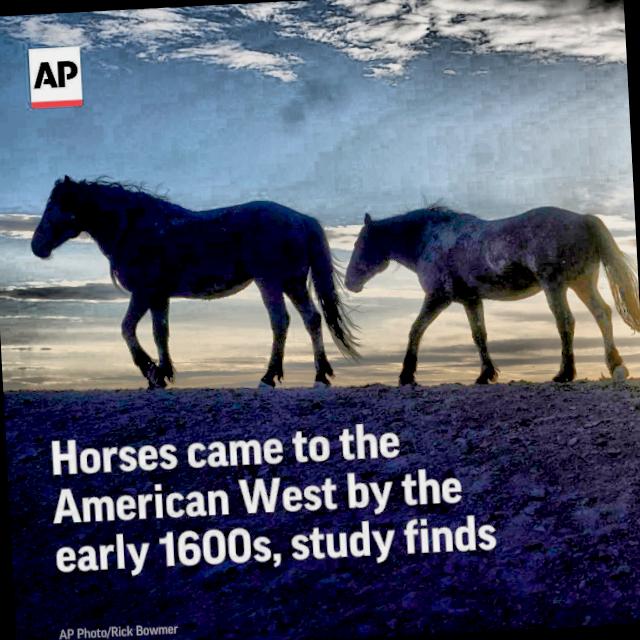 AP
Horses came to the
American West by the
early 1600s, study finds
AP Photo/Rick Bowmer